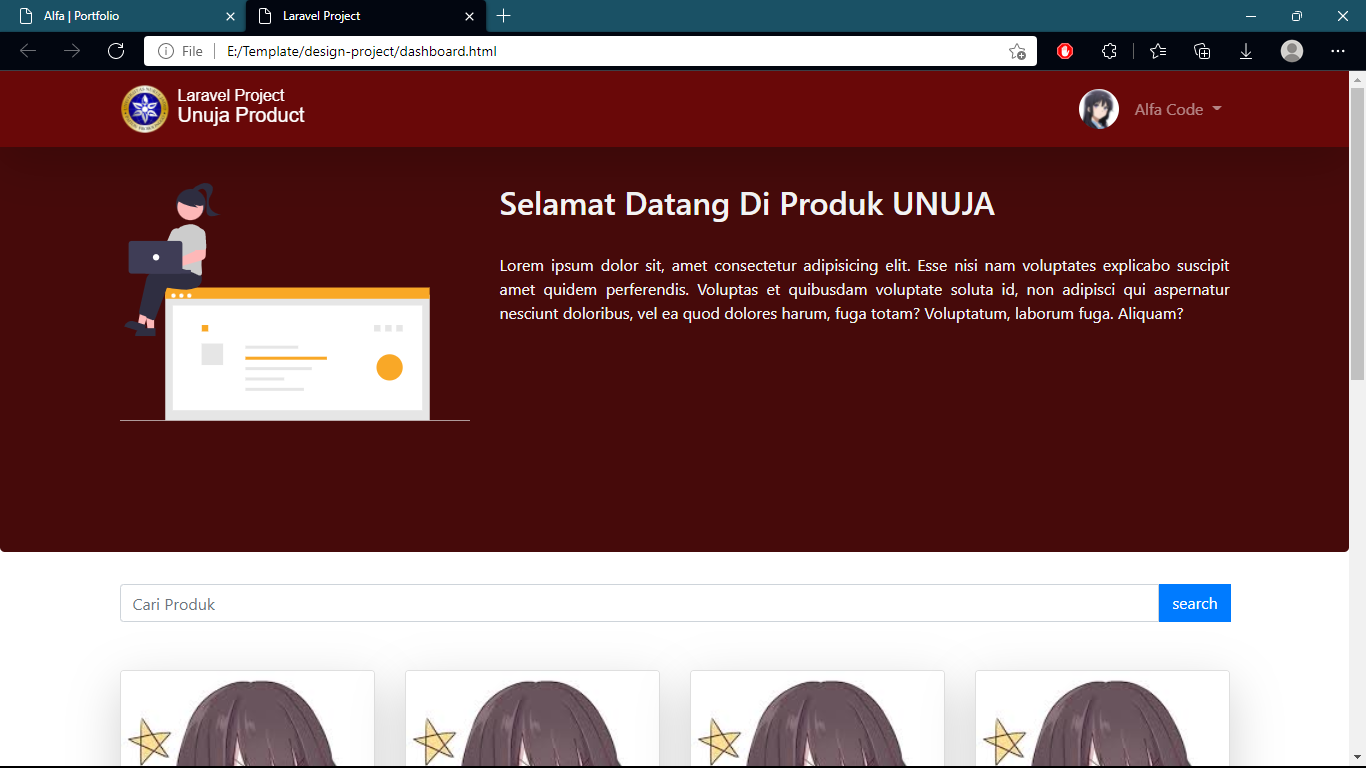 Alfa | Portfolio
Laravel Project
File
E:/Template/design-project/dashboard.html
Laravel Project
Unuja Product
Alfa Code
Selamat Datang Di Produk UNUJA
Lorem ipsum dolor sit, amet consectetur adipisicing elit. Esse nisi nam voluptates explicabo suscipit
amet quidem perferendis. Voluptas et quibusdam voluptate soluta id, non adipisci qui aspernatur
nesciunt doloribus, vel ea quod dolores harum, fuga totam? Voluptatum, laborum fuga. Aliquam?
Cari Produk
search